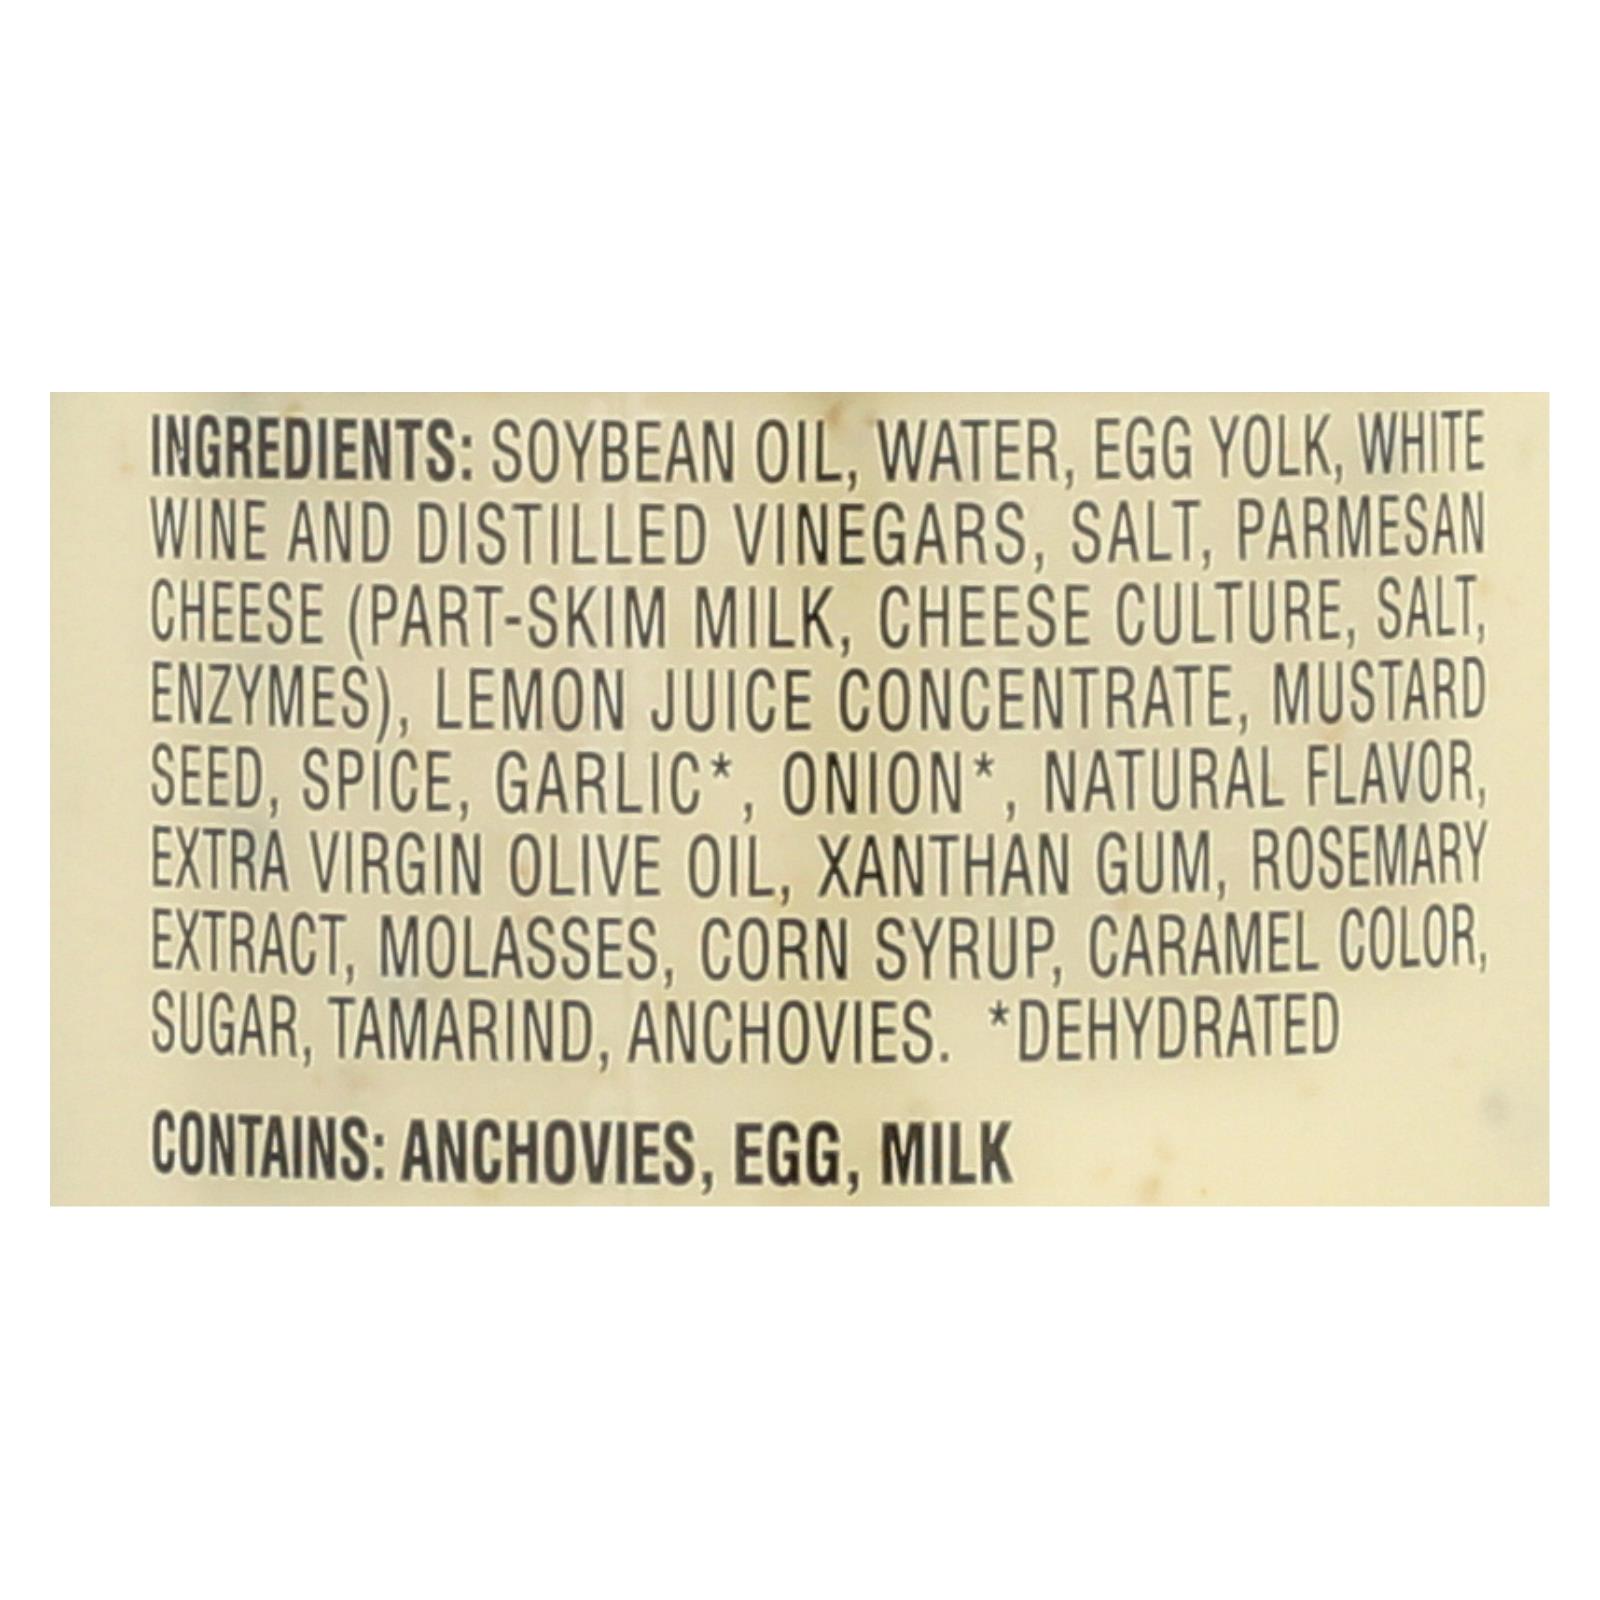 INGREDIENTS: SOYBEAN OIL, WATER, EGG YOLK, WHITE
WINE AND DISTILLED VINEGARS, SALT, PARMESAN
CHEESE (PART-SKIM MILK, CHEESE CULTURE, SALT,
ENZYMES), LEMON JUICE CONCENTRATE, MUSTARD
SEED, SPICE, GARLIC*, ONION*, NATURAL FLAVOR,
EXTRA VIRGIN OLIVE OIL, XANTHAN GUM, ROSEMARY
EXTRACT, MOLASSES, CORN SYRUP, CARAMEL COLOR,
SUGAR, TAMARIND, ANCHOVIES. *DEHYDRATED
CONTAINS: ANCHOVIES, EGG, MILK